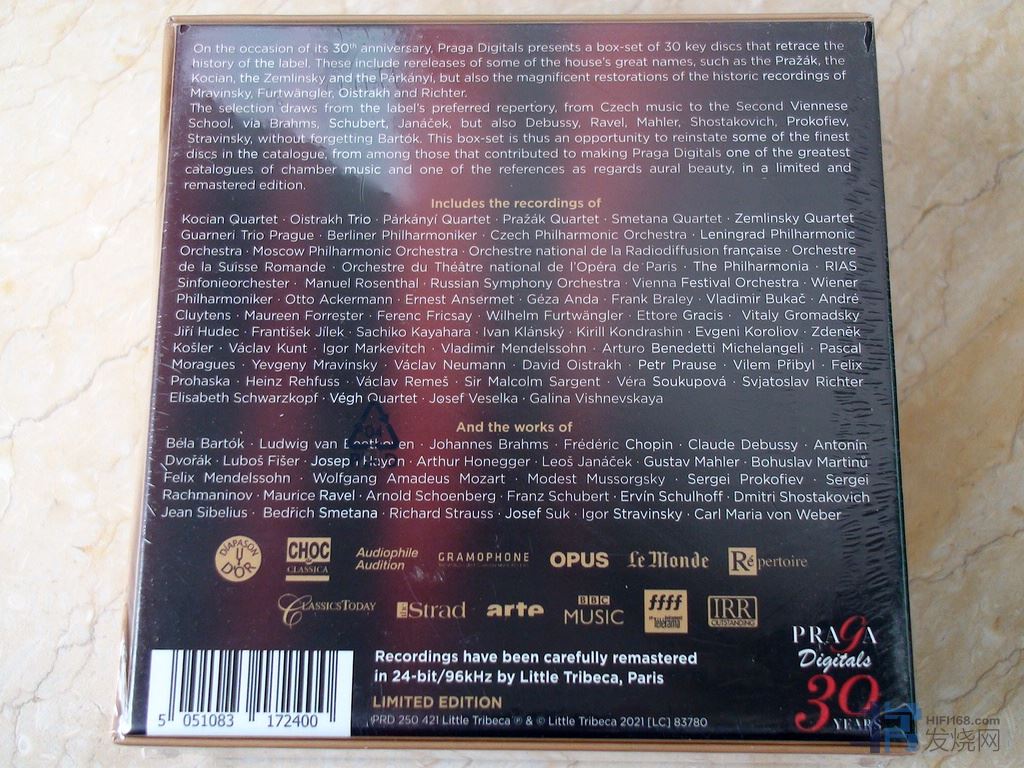 On the occasion of its 30th anniversary, Praga Digitals presents a box-set of 30 key discs that retrace the
history of the label. These include rereleases of some of the house's great names, such as the Pražák, the
Kocian, the Zemlinsky and the Párkányí, but also the magnificent restorations of the historic recordings of
Mravinsky, Furtwängler, Oistrakh and Richter.
The selection draws from the label's preferred repertory, from Czech music to the Second Viennese
School, via Brahms, Schubert, Janáček, but also Debussy, Ravel, Mahler, Shostakovich, Prokofiev,
Stravinsky, without forgetting Bartók. This box-set is thus an opportunity to reinstate some of the finest
discs in the catalogue, from among those that contributed to making Praga Digitals one of the greatest
catalogues of chamber music and one of the references as regards aural beauty, in a limited and
remastered edition.
Includes the recordings of
Kocian Quartet · Oistrakh Trio · Párkányí Quartet · Pražák Quartet · Smetana Quartet · Zemlinsky Quartet
Guarneri Trio Prague · Berliner Philharmoniker · Czech Philharmonic Orchestra · Leningrad Philharmonic
Orchestra · Moscow Philharmonic Orchestra · Orchestre national de la Radiodiffusion française · Orchestre
de la Suisse Romande · Orchestre du Théâtre national de l'Opéra de Paris · The Philharmonia · RIAS
Sinfonieorchester · Manuel Rosenthal · Russian Symphony Orchestra · Vienna Festival Orchestra · Wiener
Philharmoniker · Otto Ackermann · Ernest Ansermet · Géza Anda · Frank Braley · Vladimir Bukač · André
Cluytens · Maureen Forrester · Ferenc Fricsay · Wilhelm Furtwängler · Ettore Gracis · Vitaly Gromadsky
Jiří Hudec · František Jílek · Sachiko Kayahara · Ivan Klánský · Kirill Kondrashin · Evgeni Koroliov · Zdeněk
Košler · Václav Kunt · Igor Markevitch · Vladimir Mendelssohn · Arturo Benedetti Michelangeli · Pascal
Moragues · Yevgeny Mravinsky · Václav Neumann · David Oistrakh · Petr Prause · Vilem Přibyl · Felix
Prohaska · Heinz Rehfuss · Václav Remeš · Sir Malcolm Sargent · Véra Soukupová · Svjatoslav Richter
Elisabeth Schwarzkopf · Végh Quartet · Josef Veselka · Galina Vishnevskaya
And the works of
Béla Bartók · Ludwig van Beethoven · Johannes Brahms · Frédéric Chopin · Claude Debussy · Antonín
Dvořák · Luboš Fišer · Joseph Haydn · Arthur Honegger · Leoš Janáček · Gustav Mahler · Bohuslav Martinů
Felix Mendelssohn · Wolfgang Amadeus Mozart · Modest Mussorgsky · Sergei Prokofiev · Sergei
Rachmaninov · Maurice Ravel · Arnold Schoenberg · Franz Schubert · Ervín Schulhoff · Dmitri Shostakovich
Jean Sibelius · Bedřich Smetana · Richard Strauss · Josef Suk · Igor Stravinsky · Carl Maria von Weber
DIAPASON D'OR
CHOC CLASSICA
Audiophile Audition
GRAMOPHONE
OPUS
Le Monde
Répertoire
CLASSICSTODAY
the Strad
arte
BBC MUSIC
ffff Télérama
IRR OUTSTANDING
PRAGA
Digitals
30
YEARS
Recordings have been carefully remastered
in 24-bit/96kHz by Little Tribeca, Paris
LIMITED EDITION
PRD 250 421 Little Tribeca ℗ & © Little Tribeca 2021 [LC] 83780
5 051083 172400
HIFI168.com
发烧网